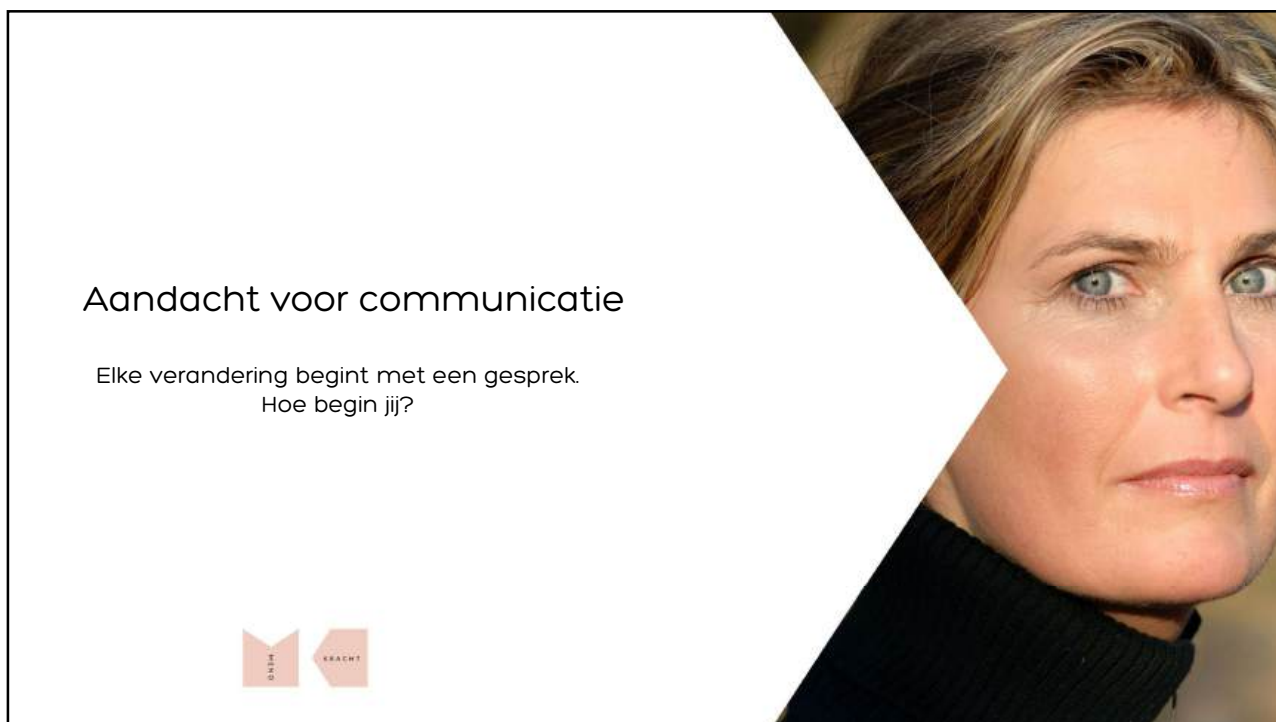 Aandacht voor communicatie
Elke verandering begint met een gesprek.
Hoe begin jij?
KRACHT